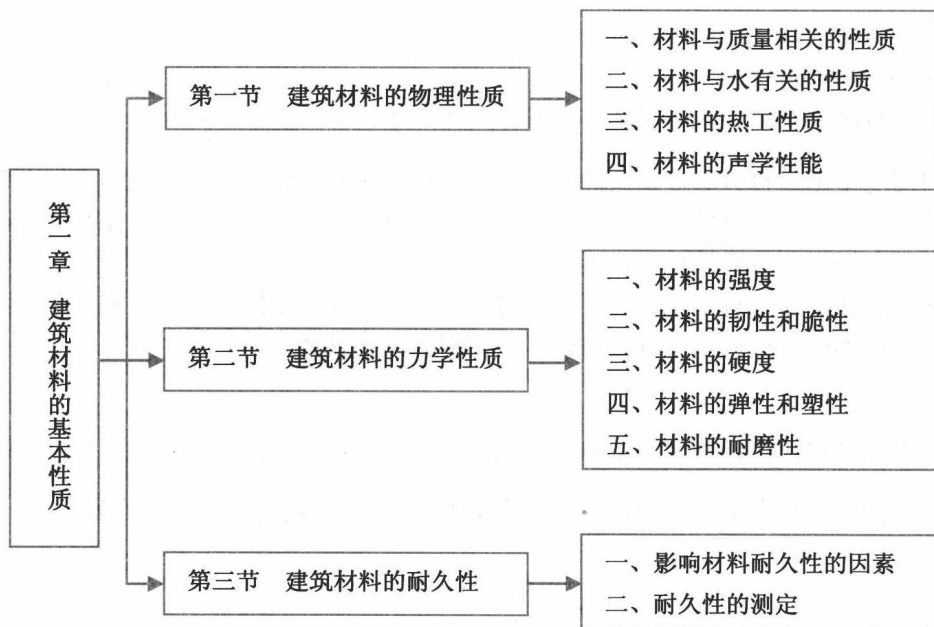 第一章　建筑材料的基本性质
第一节　建筑材料的物理性质
一、材料与质量相关的性质
二、材料与水有关的性质
三、材料的热工性质
四、材料的声学性能
第二节　建筑材料的力学性质
一、材料的强度
二、材料的韧性和脆性
三、材料的硬度
四、材料的弹性和塑性
五、材料的耐磨性
第三节　建筑材料的耐久性
一、影响材料耐久性的因素
二、耐久性的测定